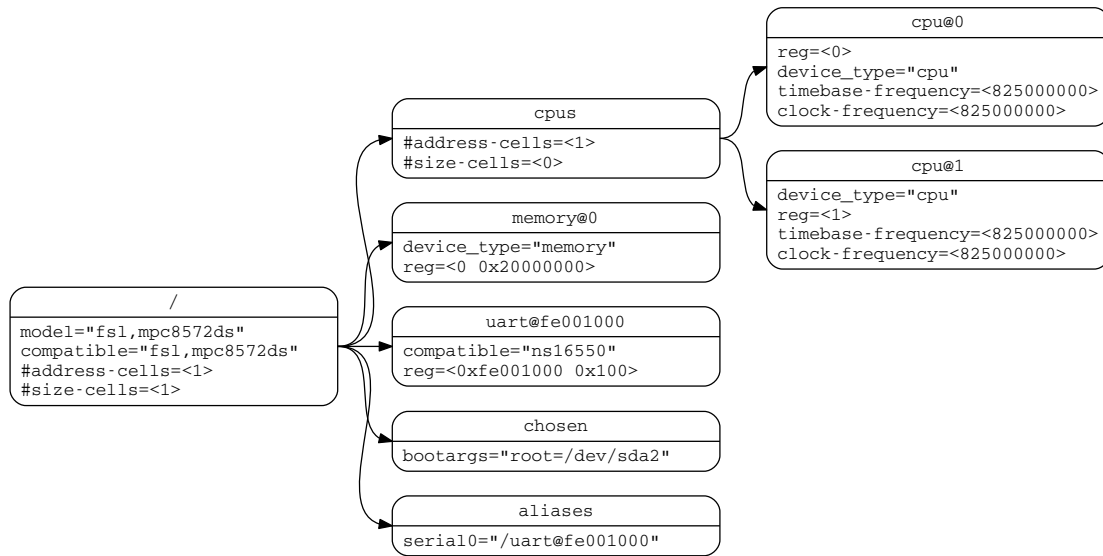 /
model="fsl,mpc8572ds"
compatible="fsl,mpc8572ds"
#address-cells=<1>
#size-cells=<1>
cpus
#address-cells=<1>
#size-cells=<0>
memory@0
device_type="memory"
reg=<0 0x20000000>
uart@fe001000
compatible="ns16550"
reg=<0xfe001000 0x100>
chosen
bootargs="root=/dev/sda2"
aliases
serial0="/uart@fe001000"
cpu@0
reg=<0>
device_type="cpu"
timebase-frequency=<825000000>
clock-frequency=<825000000>
cpu@1
device_type="cpu"
reg=<1>
timebase-frequency=<825000000>
clock-frequency=<825000000>